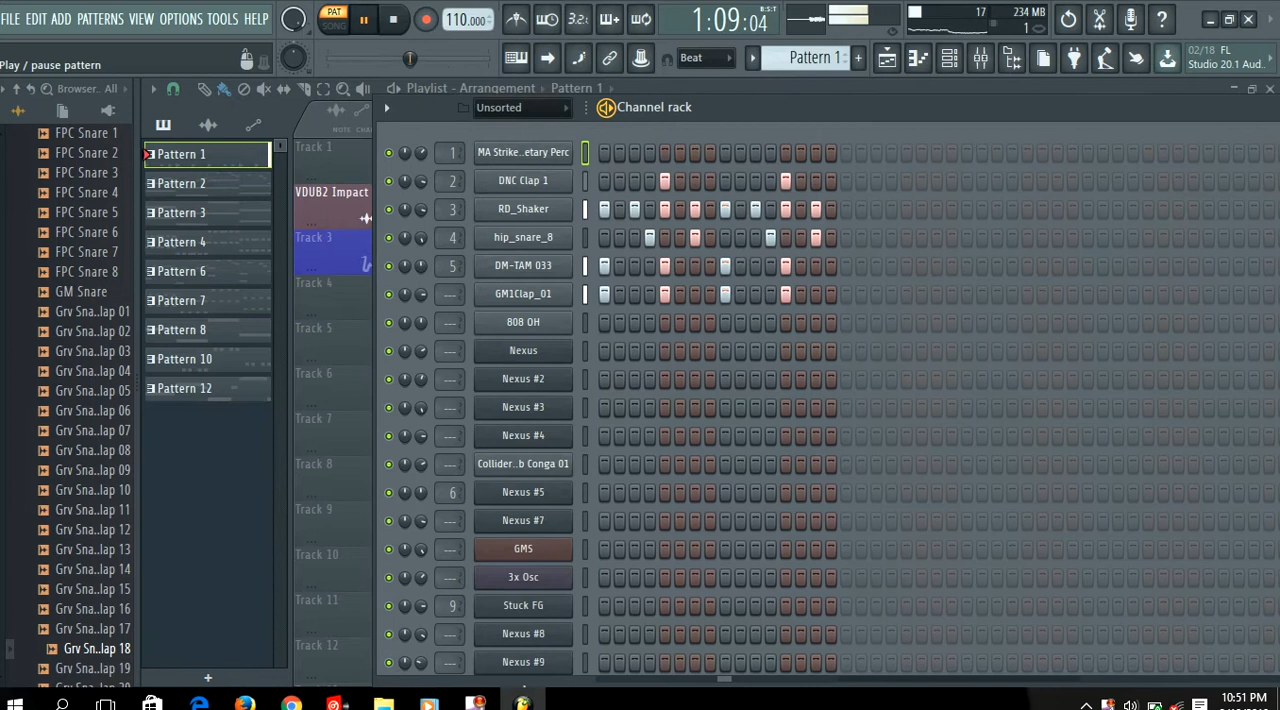 FILE EDIT ADD PATTERNS VIEW OPTIONS TOOLS HELP
PAT
SONG
110.000
3.2.
1:09:04
B:S:T
17
234 MB
1
Play / pause pattern
Beat
Pattern 1
02/18 FL
Studio 20.1 Aud..
Browser.. All
Playlist - Arrangement
Pattern 1
Unsorted
Channel rack
FPC Snare 1
FPC Snare 2
FPC Snare 3
FPC Snare 4
FPC Snare 5
FPC Snare 6
FPC Snare 7
FPC Snare 8
GM Snare
Grv Sna..lap 01
Grv Sna..lap 02
Grv Sna..lap 03
Grv Sna..lap 04
Grv Sna..lap 05
Grv Sna..lap 06
Grv Sna..lap 07
Grv Sna..lap 08
Grv Sna..lap 09
Grv Sna..lap 10
Grv Sna..lap 11
Grv Sna..lap 12
Grv Sna..lap 13
Grv Sna..lap 14
Grv Sna..lap 15
Grv Sna..lap 16
Grv Sna..lap 17
Grv Sn..lap 18
Grv Sna..lap 19
Pattern 1
Pattern 2
Pattern 3
Pattern 4
Pattern 6
Pattern 7
Pattern 8
Pattern 10
Pattern 12
+
NOTE CHA
Track 1
VDUB2 Impact
Track 3
Track 4
Track 5
Track 6
Track 7
Track 8
Track 9
Track 10
Track 11
Track 12
1 MA Strike..etary Perc
2 DNC Clap 1
3 RD_Shaker
4 hip_snare_8
5 DM-TAM 033
--- GM1Clap_01
--- 808 OH
--- Nexus
--- Nexus #2
--- Nexus #3
--- Nexus #4
--- Collider..b Conga 01
6 Nexus #5
--- Nexus #7
--- GMS
--- 3x Osc
9 Stuck FG
--- Nexus #8
--- Nexus #9
10:51 PM